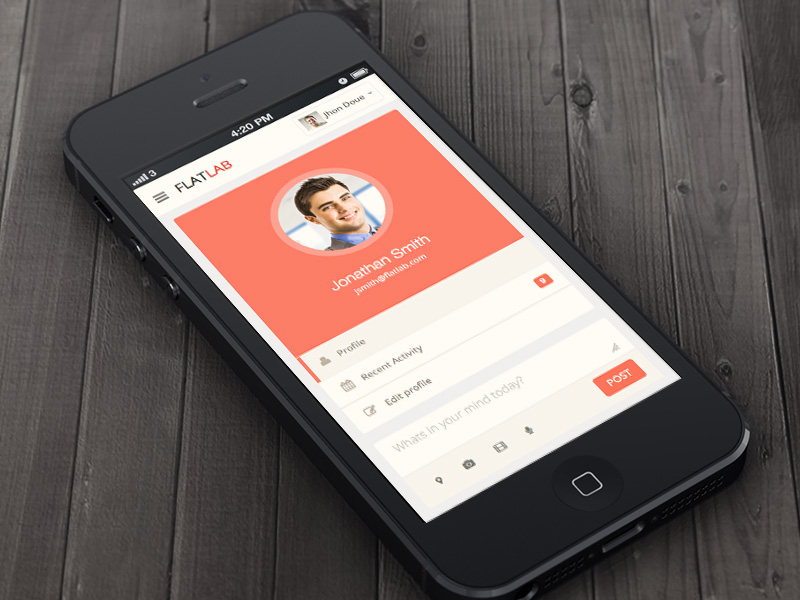 3 4:20 PM
FLATLAB
Jhon Doue
Jonathan Smith
jsmith@flatlab.com
Profile
Recent Activity 9
Edit profile
Whats in your mind today?
POST